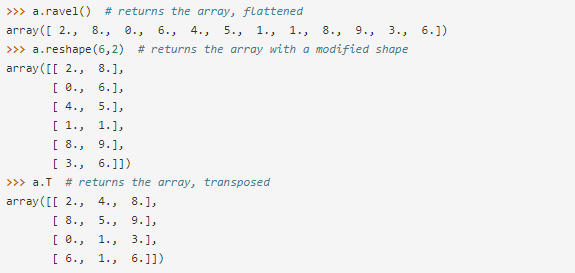 >>> a.ravel()  # returns the array, flattened
array([ 2.,  8.,  0.,  6.,  4.,  5.,  1.,  1.,  8.,  9.,  3.,  6.])
>>> a.reshape(6,2)  # returns the array with a modified shape
array([[ 2.,  8.],
       [ 0.,  6.],
       [ 4.,  5.],
       [ 1.,  1.],
       [ 8.,  9.],
       [ 3.,  6.]])
>>> a.T  # returns the array, transposed
array([[ 2.,  4.,  8.],
       [ 8.,  5.,  9.],
       [ 0.,  1.,  3.],
       [ 6.,  1.,  6.]])